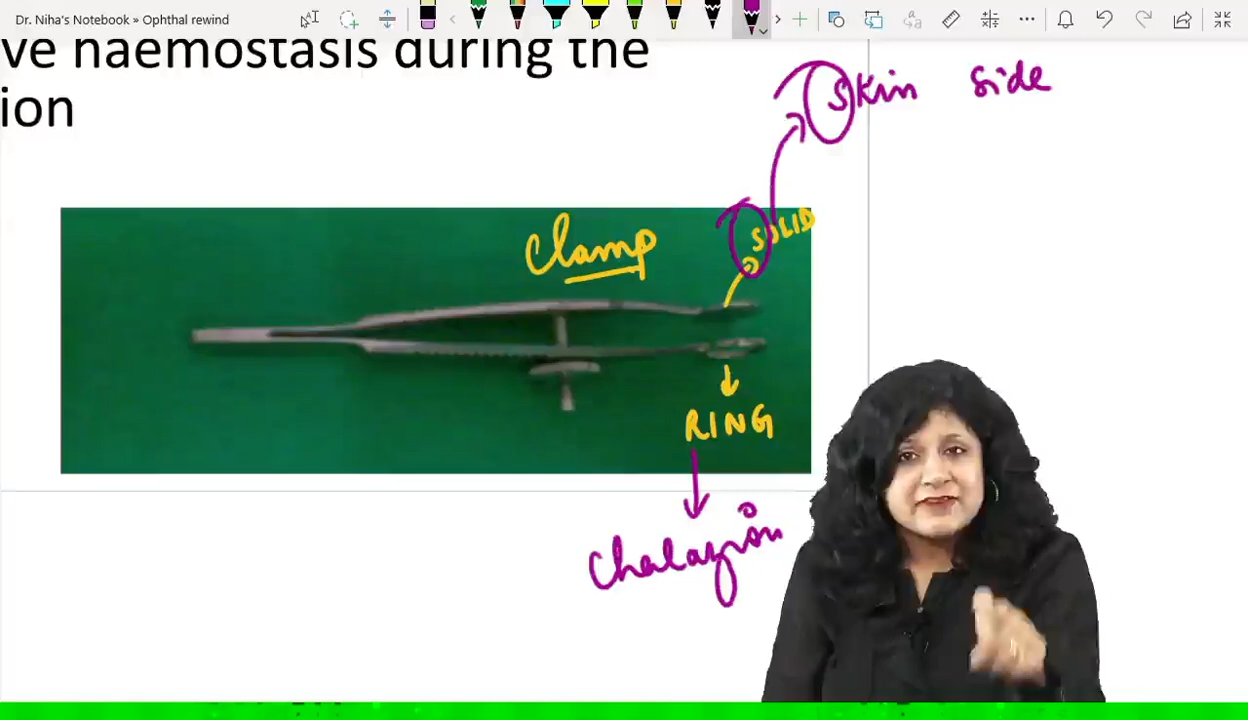 Dr. Niha's Notebook » Ophthal rewind
ve haemostasis during the
ion
Skin side
Clamp
SOLID
RING
Chalazion